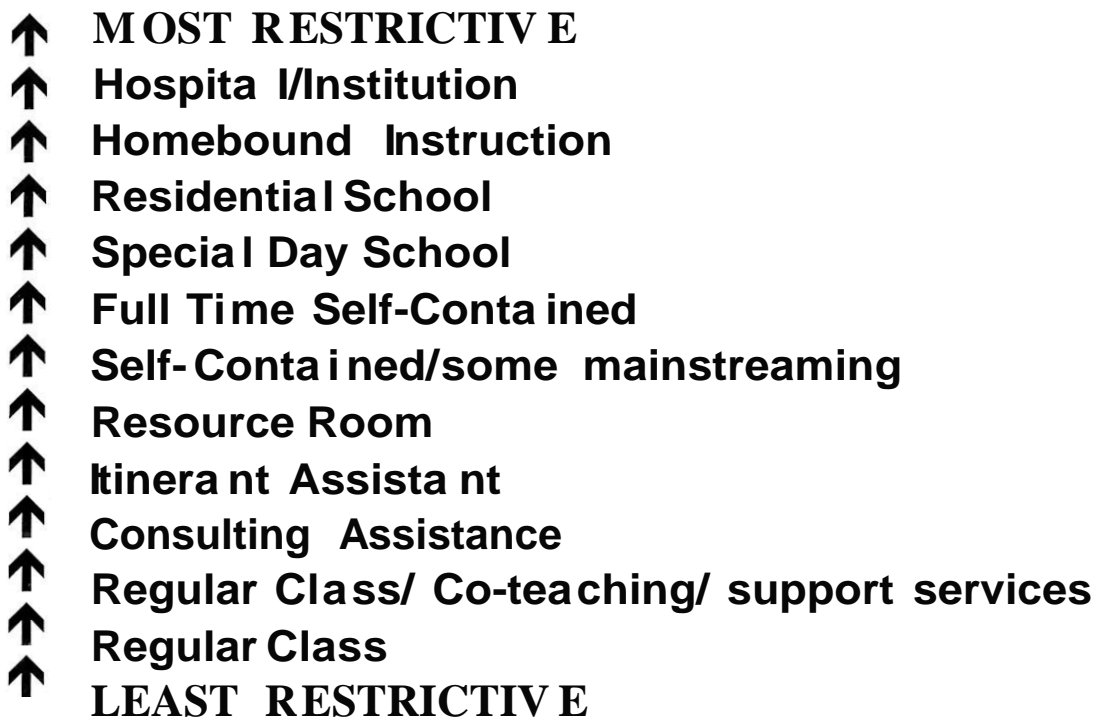 MOST RESTRICTIVE
Hospital/Institution
Homebound Instruction
Residential School
Special Day School
Full Time Self-Contained
Self-Contained/some mainstreaming
Resource Room
Itinerant Assistant
Consulting Assistance
Regular Class/ Co-teaching/ support services
Regular Class
LEAST RESTRICTIVE